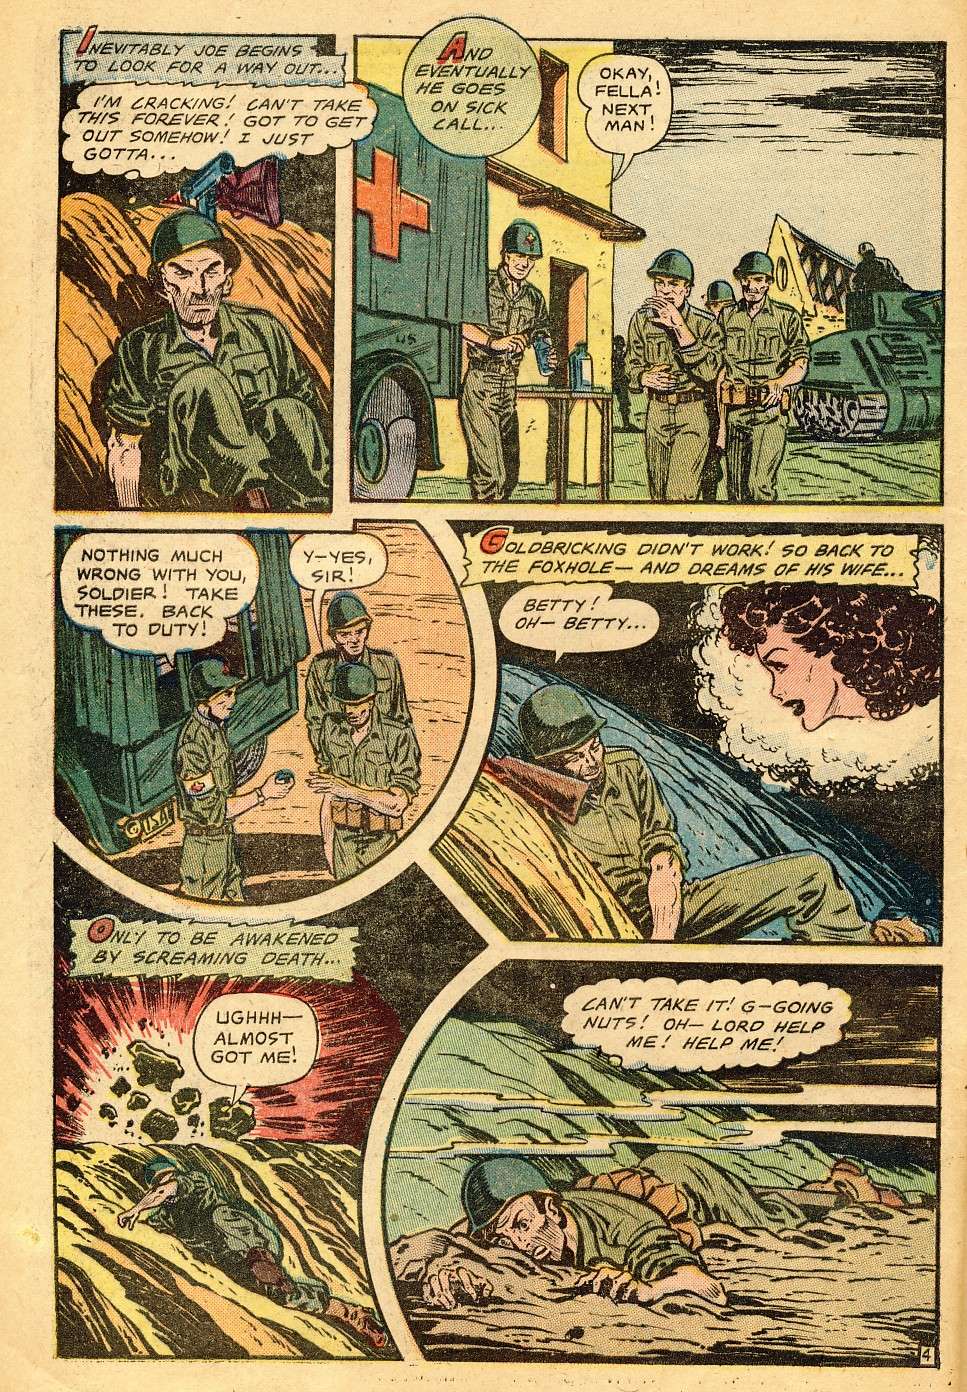 INEVITABLY JOE BEGINS
TO LOOK FOR A WAY OUT...
I'M CRACKING! CAN'T TAKE
THIS FOREVER! GOT TO GET
OUT SOMEHOW! I JUST
GOTTA...
AND
EVENTUALLY
HE GOES
ON SICK
CALL...
OKAY,
FELLA!
NEXT
MAN!
US
NOTHING MUCH
WRONG WITH YOU,
SOLDIER! TAKE
THESE. BACK
TO DUTY!
Y-YES,
SIR!
USA
GOLDBRICKING DIDN'T WORK! SO BACK TO
THE FOXHOLE— AND DREAMS OF HIS WIFE...
BETTY!
OH— BETTY...
ONLY TO BE AWAKENED
BY SCREAMING DEATH...
UGHHH—
ALMOST
GOT ME!
CAN'T TAKE IT! G-GOING
NUTS! OH— LORD HELP
ME! HELP ME!
4